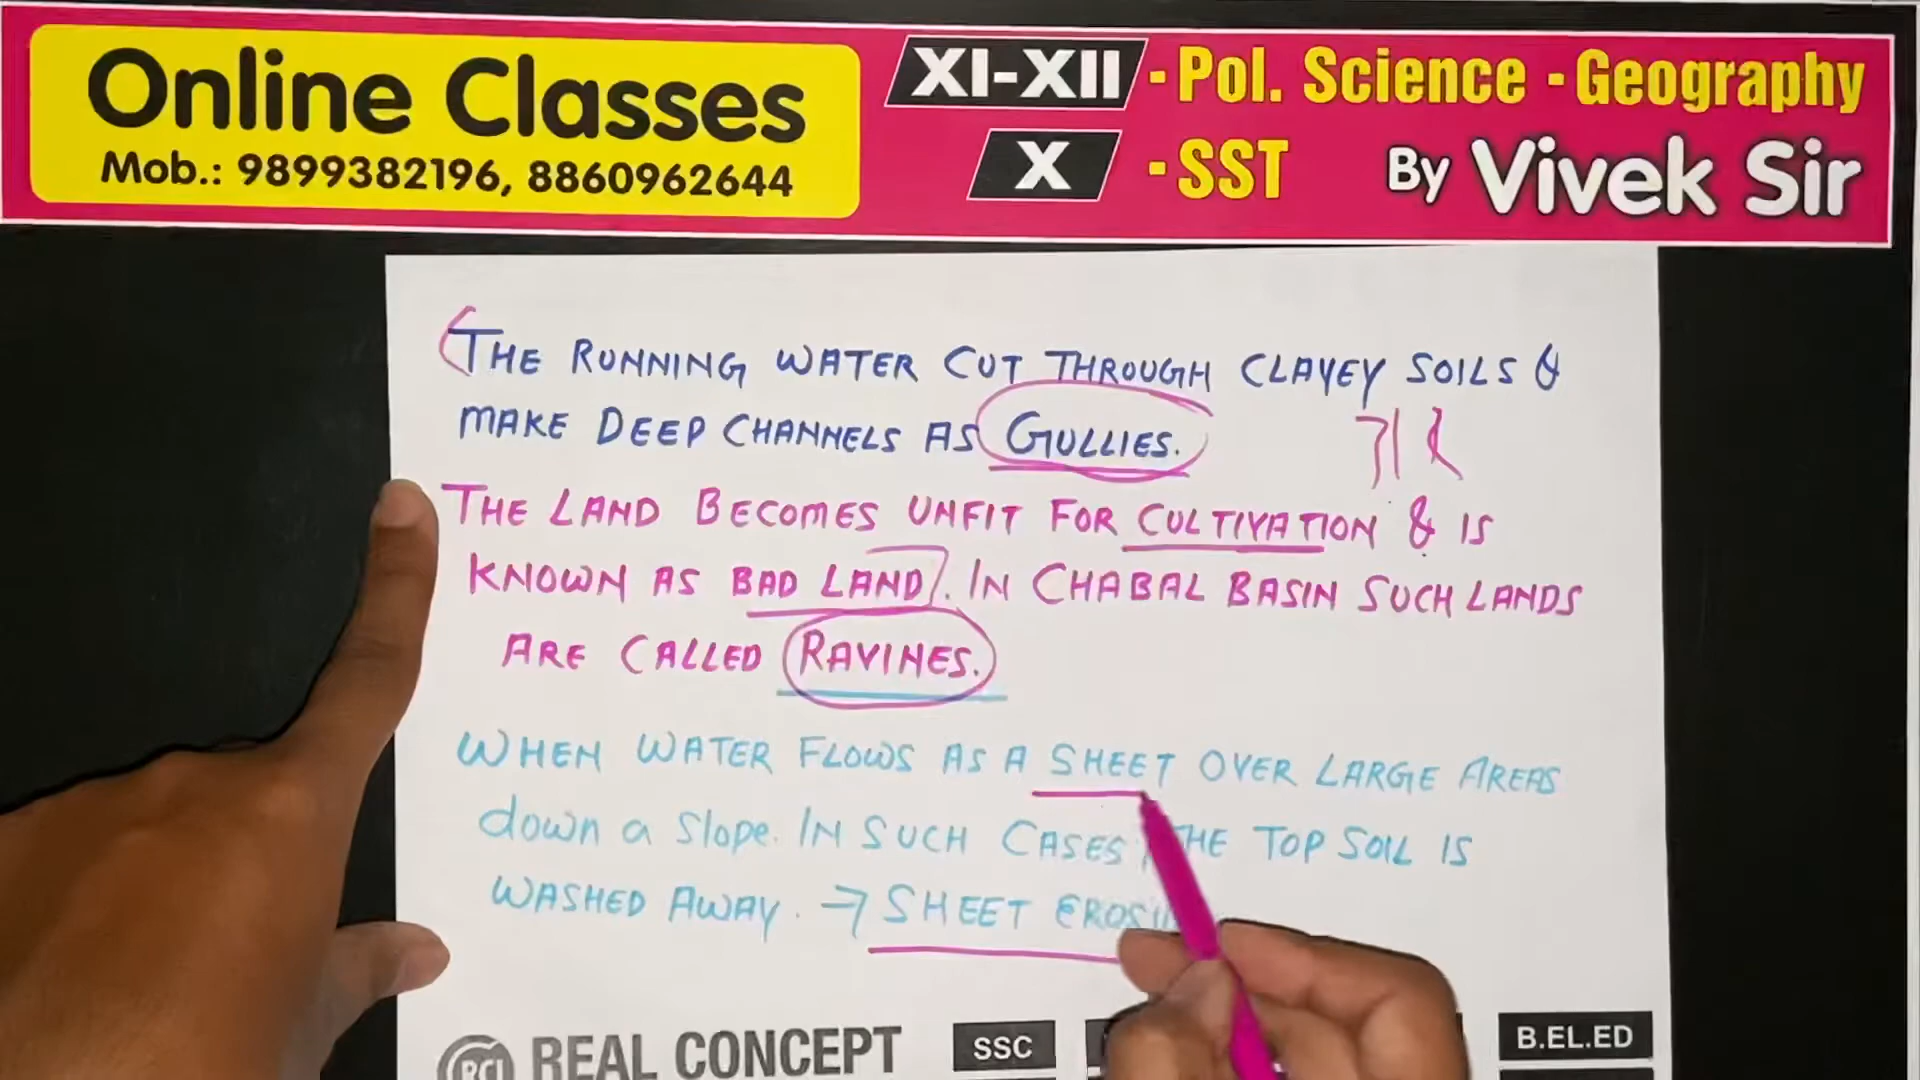 Online Classes
Mob.: 9899382196, 8860962644
XI-XII - Pol. Science - Geography
X - SST By Vivek Sir
THE RUNNING WATER CUT THROUGH CLAYEY SOILS &
MAKE DEEP CHANNELS AS GULLIES.
THE LAND BECOMES UNFIT FOR CULTIVATION & IS
KNOWN AS BAD LAND. IN CHABAL BASIN SUCH LANDS
ARE CALLED RAVINES.
WHEN WATER FLOWS AS A SHEET OVER LARGE AREAS
down a slope. IN SUCH CASES THE TOP SOIL IS
WASHED AWAY. → SHEET
REAL CONCEPT
SSC
B.EL.ED